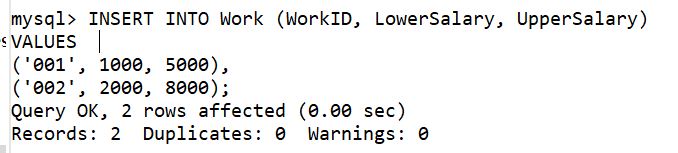 mysql> INSERT INTO Work (WorkID, LowerSalary, UpperSalary)
VALUES
('001', 1000, 5000),
('002', 2000, 8000);
Query OK, 2 rows affected (0.00 sec)
Records: 2  Duplicates: 0  Warnings: 0